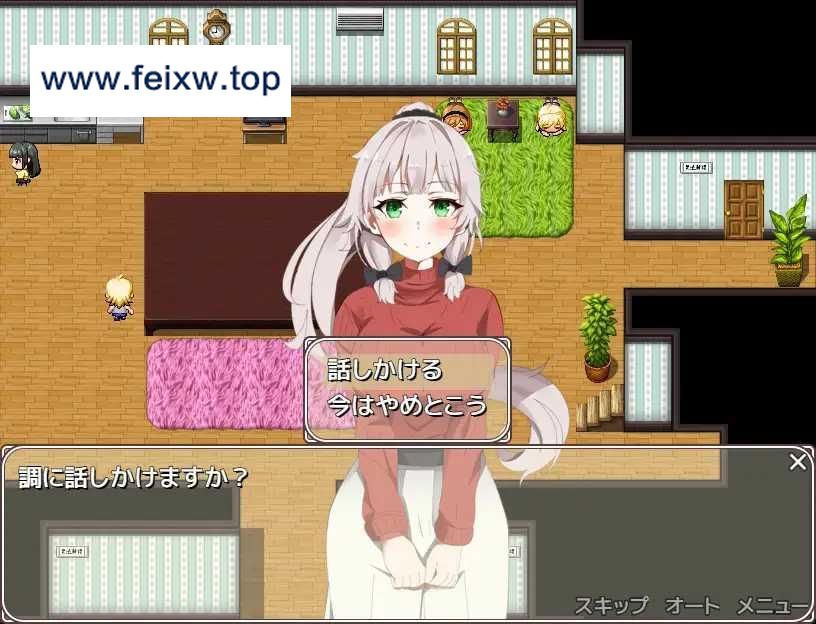 www.feixw.top
話しかける
今はやめとこう
調に話しかけますか？
スキップ オート メニュー